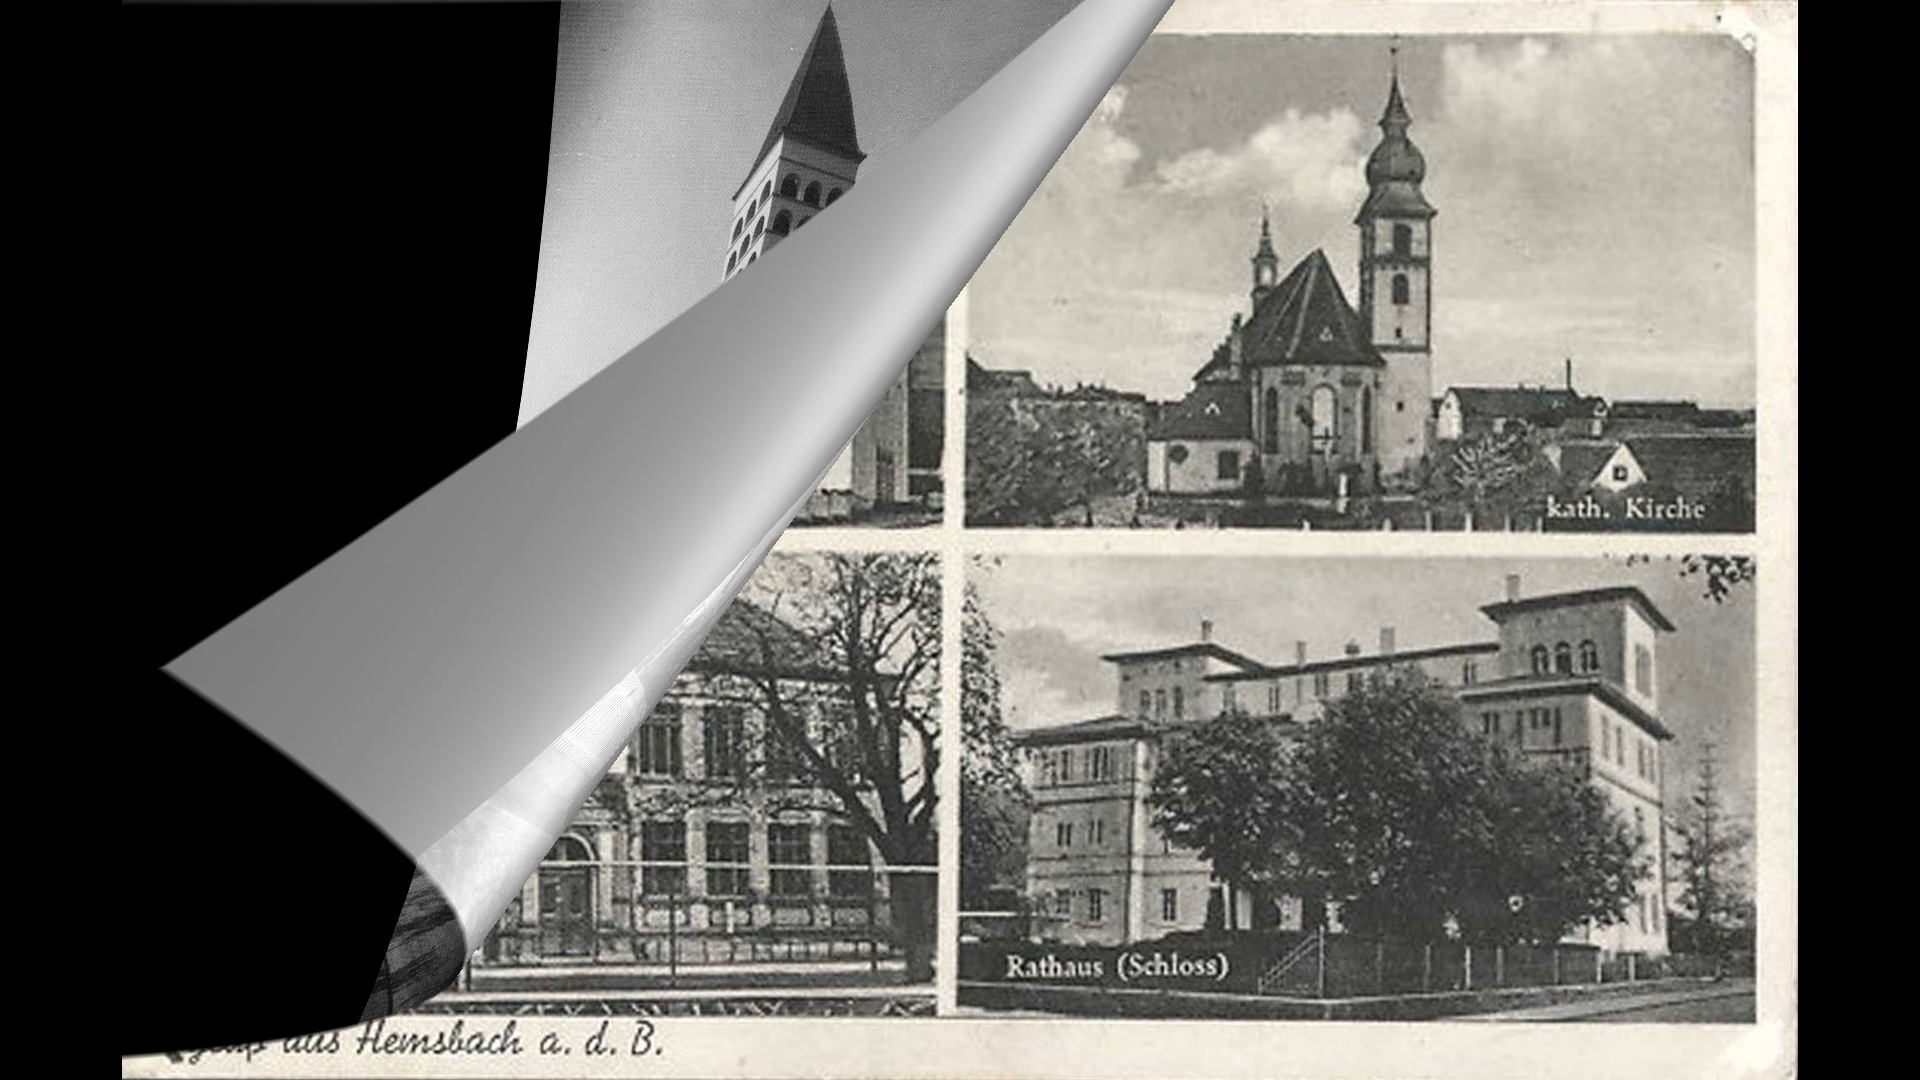 kath. Kirche
Rathaus (Schloss)
aus Hemsbach a. d. B.